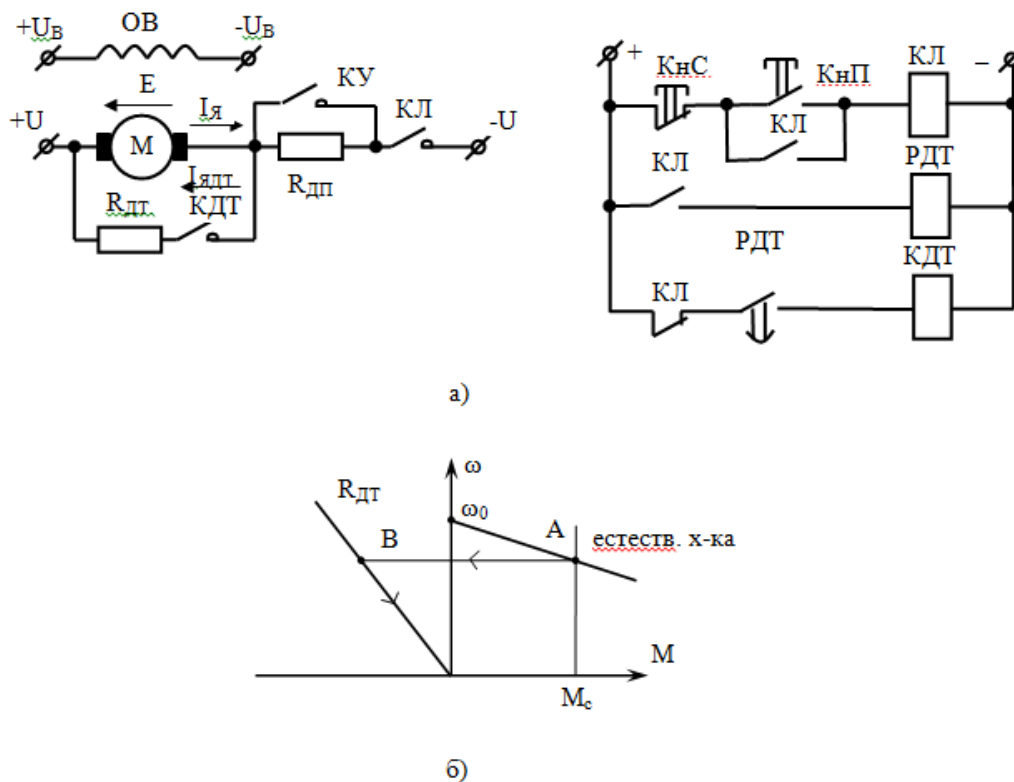 +UВ ОВ -UВ
E
Iя
КУ
КЛ
+U М -U
IЯДТ
RДП
RДТ КДТ
+ –
КнС КнП КЛ
КЛ
КЛ РДТ
РДТ КДТ
КЛ
а)
ω
RДТ
ω0
В А естеств. х-ка
М
Мс
б)